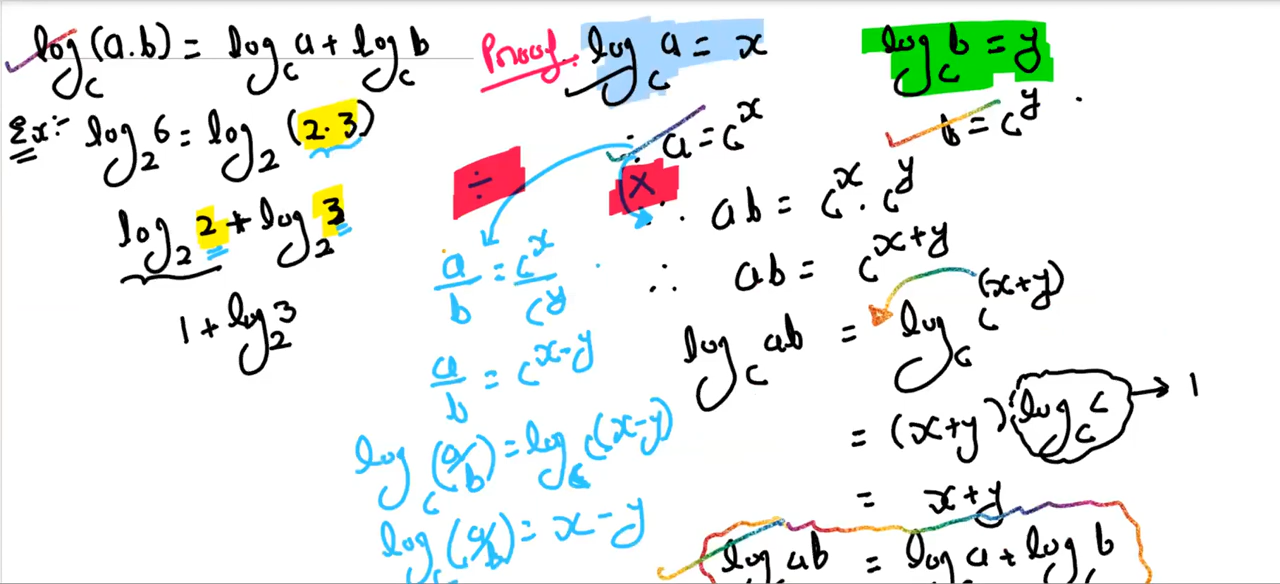 log_c (a.b) = log_c a + log_c b
Ex:- log_2 6 = log_2 (2.3)
log_2 2 + log_2 3
1 + log_2 3
Proof. log_c a = x
log_c b = y
∴ a = c^x
b = c^y
÷
×
∴ ab = c^x . c^y
∴ ab = c^{x+y}
log_c ab = log_c c^{(x+y)}
= (x+y) log_c c → 1
= x+y
log_c ab = log_c a + log_c b
a/b = c^x/c^y
a/b = c^{x-y}
log_c (a/b) = log_c c^{(x-y)}
log_c (a/b) = x - y